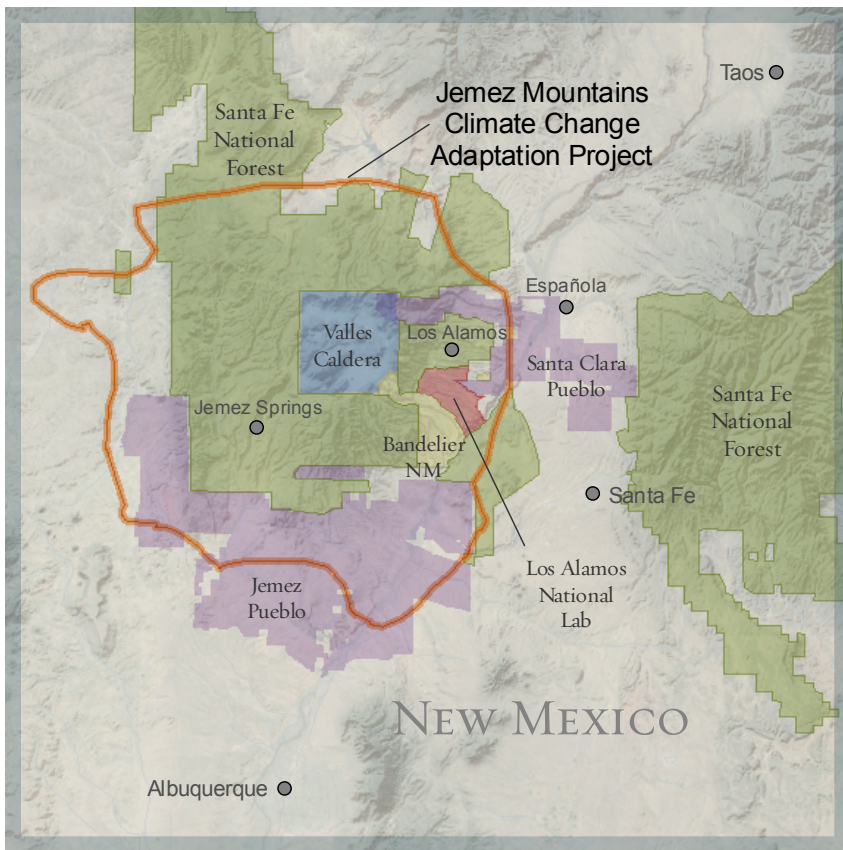 Taos
Jemez Mountains
Climate Change
Adaptation Project
Santa Fe
National
Forest
Española
Valles
Caldera
Los Alamos
Santa Clara
Pueblo
Santa Fe
National
Forest
Jemez Springs
Bandelier
NM
Santa Fe
Los Alamos
National
Lab
Jemez
Pueblo
New Mexico
Albuquerque